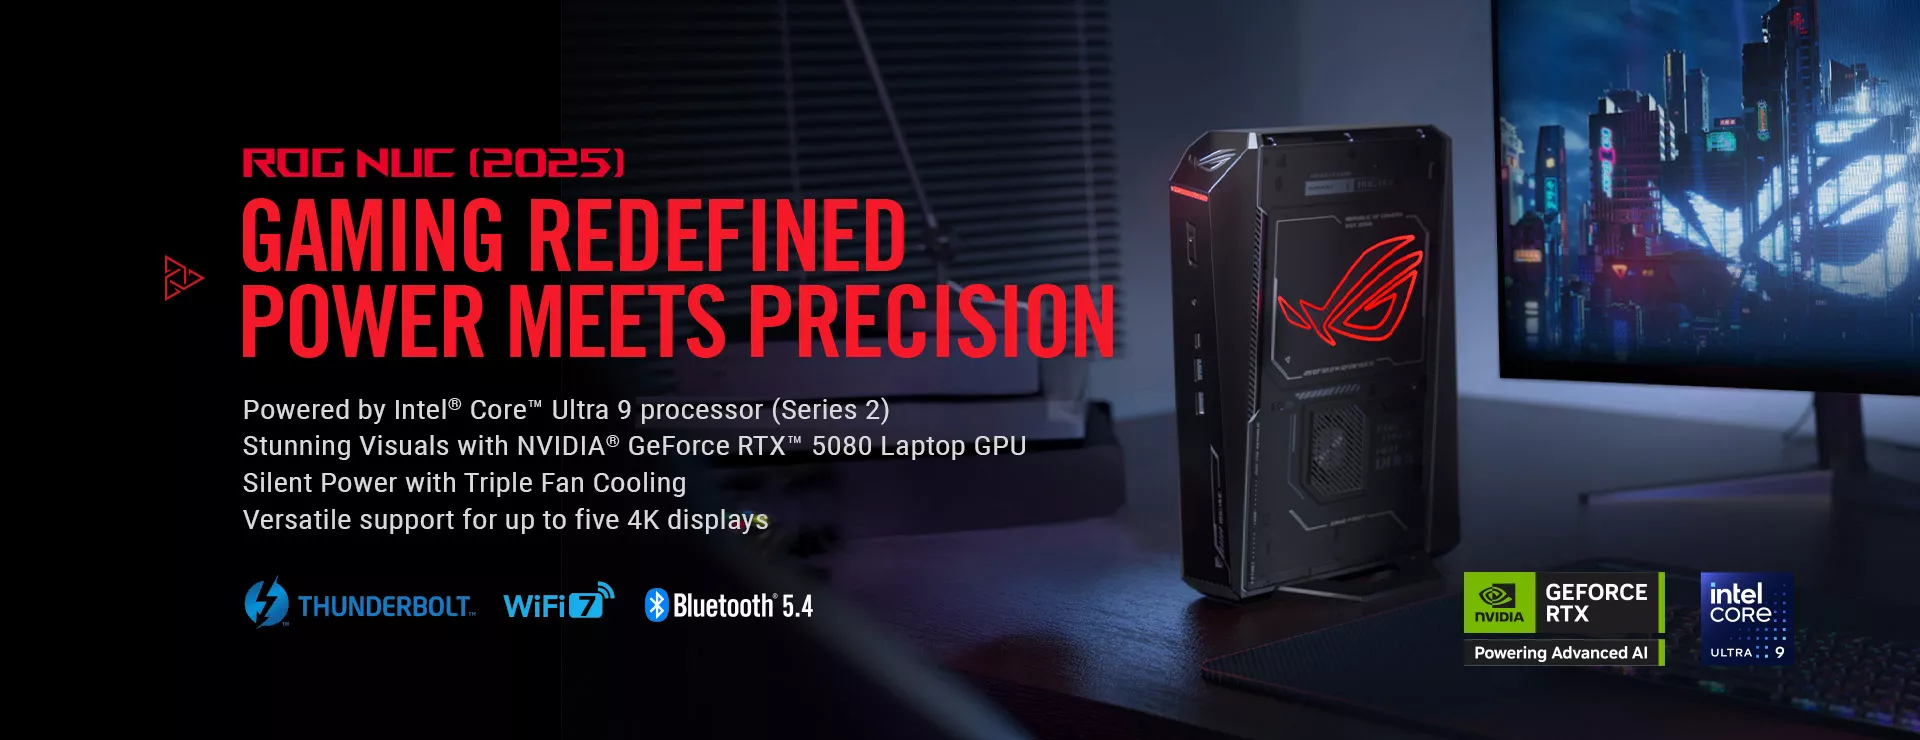 ROG NUC (2025)
GAMING REDEFINED
POWER MEETS PRECISION
Powered by Intel® Core™ Ultra 9 processor (Series 2)
Stunning Visuals with NVIDIA® GeForce RTX™ 5080 Laptop GPU
Silent Power with Triple Fan Cooling
Versatile support for up to five 4K displays
THUNDERBOLT™
WiFi 7
Bluetooth® 5.4
NVIDIA
GEFORCE
RTX
Powering Advanced AI
intel
CORE
ULTRA 9